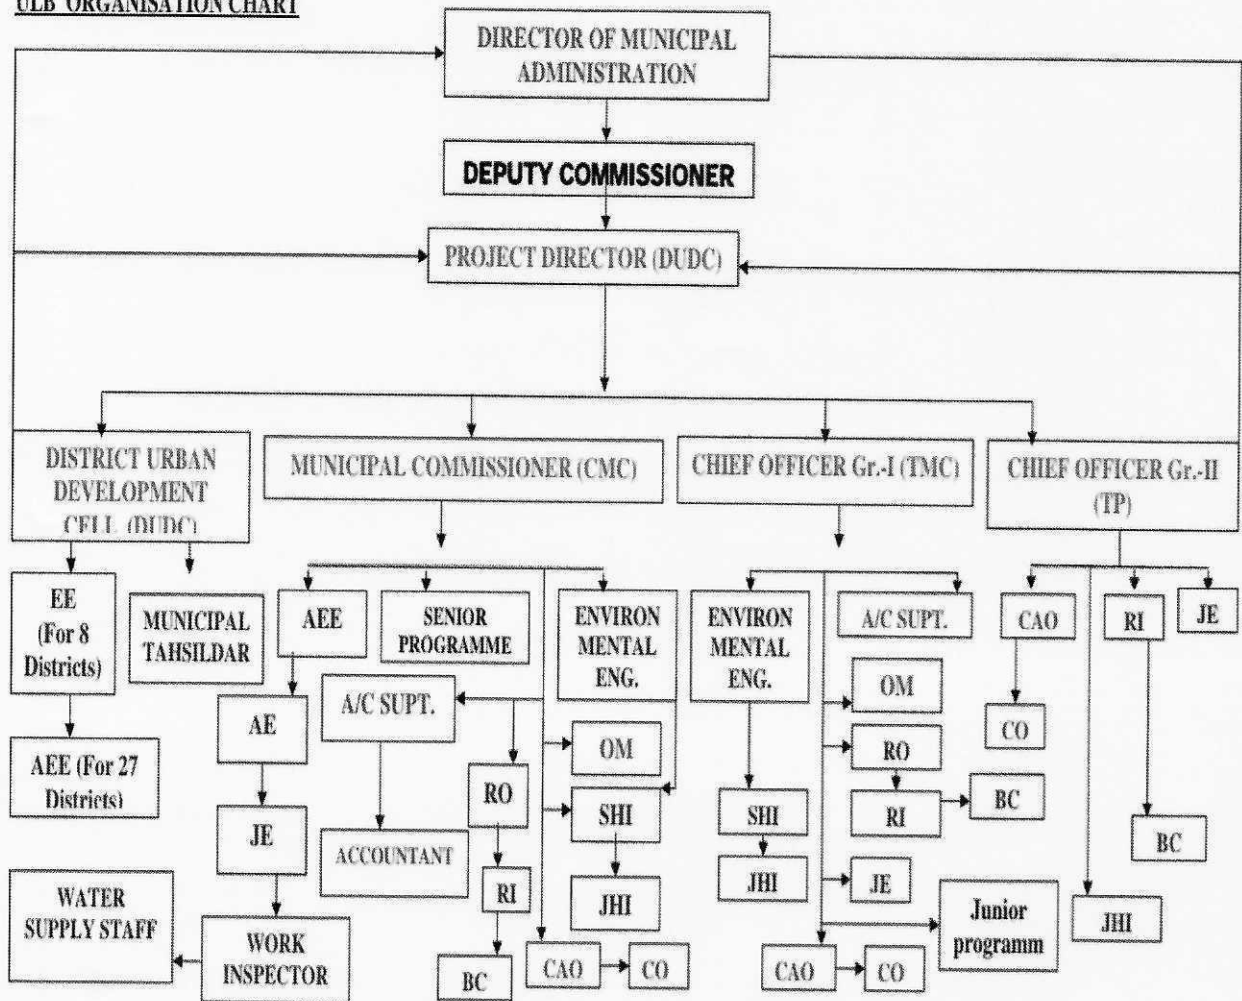 ULB ORGANISATION CHART
DIRECTOR OF MUNICIPAL
ADMINISTRATION
DEPUTY COMMISSIONER
PROJECT DIRECTOR (DUDC)
DISTRICT URBAN
DEVELOPMENT
CELL (DUDC)
MUNICIPAL COMMISSIONER (CMC)
CHIEF OFFICER Gr.-I (TMC)
CHIEF OFFICER Gr.-II
(TP)
EE
(For 8
Districts)
MUNICIPAL
TAHSILDAR
AEE
SENIOR
PROGRAMME
ENVIRON
MENTAL
ENG.
ENVIRON
MENTAL
ENG.
A/C SUPT.
CAO
RI
JE
AE
A/C SUPT.
OM
OM
CO
AEE (For 27
Districts)
RO
RO
JE
ACCOUNTANT
SHI
SHI
RI
BC
BC
RI
JHI
JHI
JE
WATER
SUPPLY STAFF
WORK
INSPECTOR
BC
CAO
CO
CAO
CO
Junior
programm
JHI